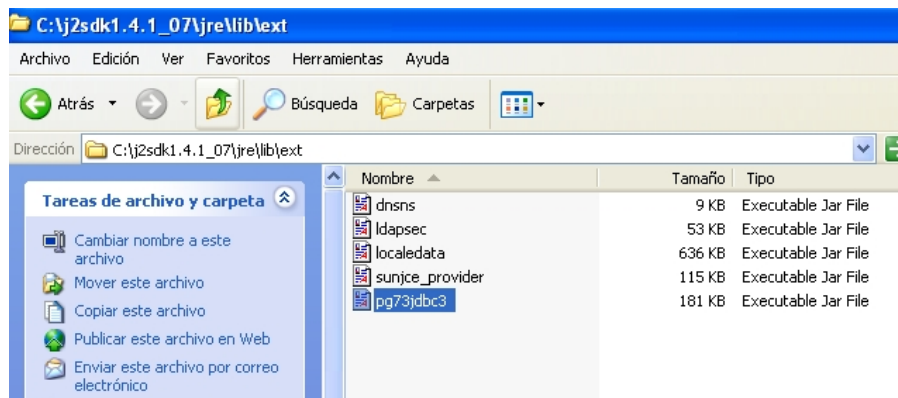 C:\j2sdk1.4.1_07\jre\lib\ext
Archivo Edición Ver Favoritos Herramientas Ayuda
Atrás Búsqueda Carpetas
Dirección C:\j2sdk1.4.1_07\jre\lib\ext
Nombre Tamaño Tipo
Tareas de archivo y carpeta
Cambiar nombre a este
archivo
Mover este archivo
Copiar este archivo
Publicar este archivo en Web
Enviar este archivo por correo
electrónico
dnsns 9 KB Executable Jar File
ldapsec 53 KB Executable Jar File
localedata 636 KB Executable Jar File
sunjce_provider 115 KB Executable Jar File
pg73jdbc3 181 KB Executable Jar File